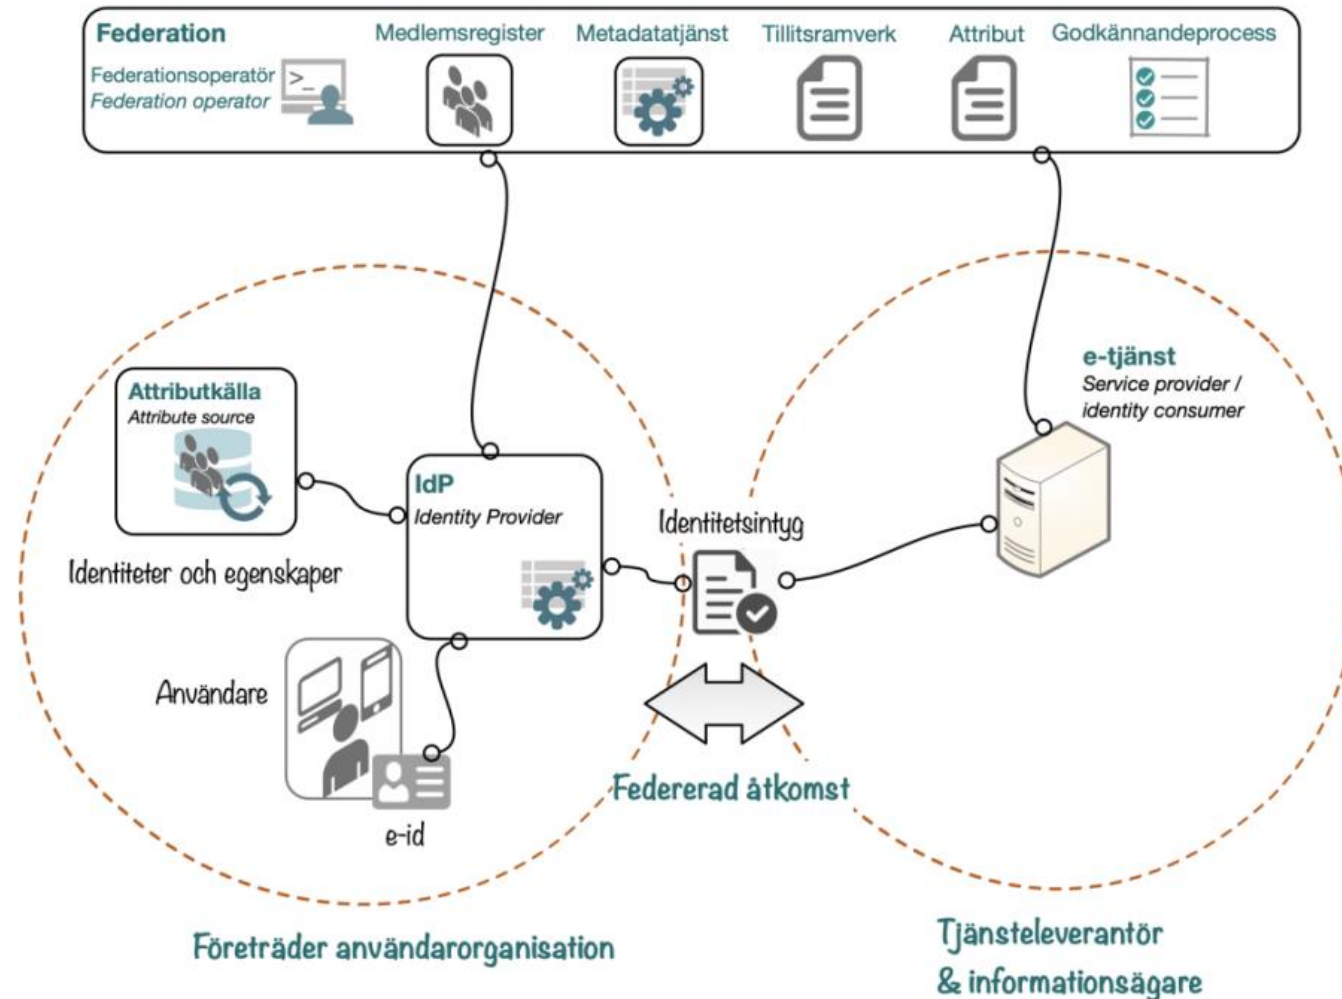 Federation
Medlemsregister
Metadatatjänst
Tillitsramverk
Attribut
Godkännandeprocess
Federationsoperatör
Federation operator
>_
Attributkälla
Attribute source
Identiteter och egenskaper
IdP
Identity Provider
Identitetsintyg
e-tjänst
Service provider /
identity consumer
Användare
e-id
Federerad åtkomst
Företräder användarorganisation
Tjänsteleverantör
& informationsägare